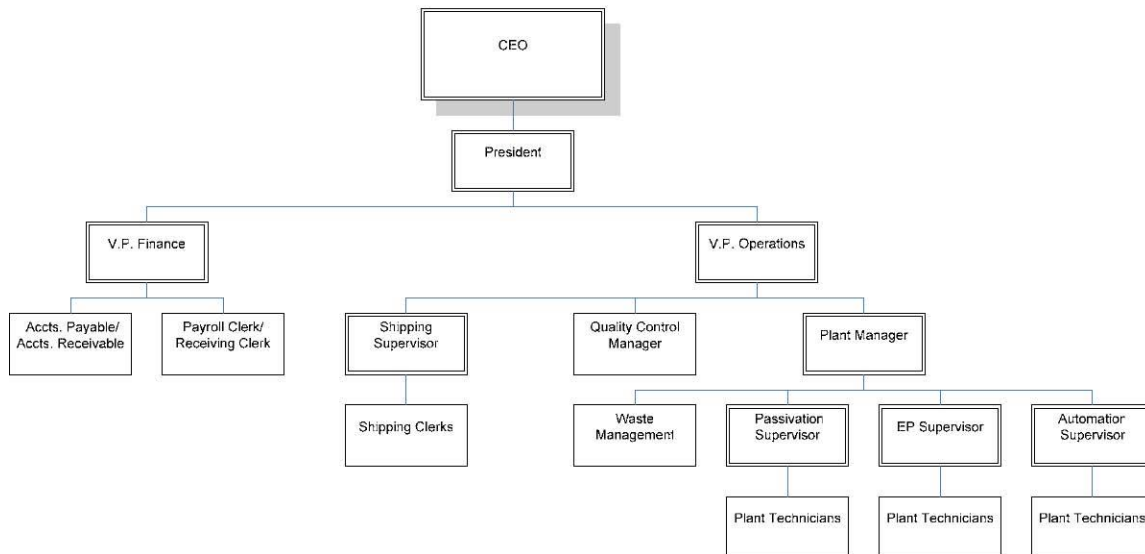 CEO
President
V.P. Finance
V.P. Operations
Accts. Payable/
Accts. Receivable
Payroll Clerk/
Receiving Clerk
Shipping
Supervisor
Quality Control
Manager
Plant Manager
Shipping Clerks
Waste
Management
Passivation
Supervisor
EP Supervisor
Automation
Supervisor
Plant Technicians
Plant Technicians
Plant Technicians